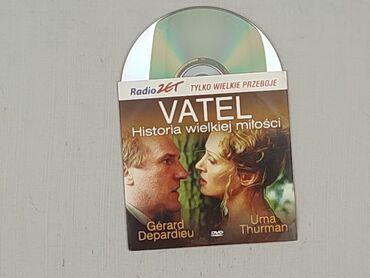 Radio ZET TYLKO WIELKIE PRZEBOJE
VATEL
Historia wielkiej miłości
Gérard Uma
Depardieu Thurman
DVD